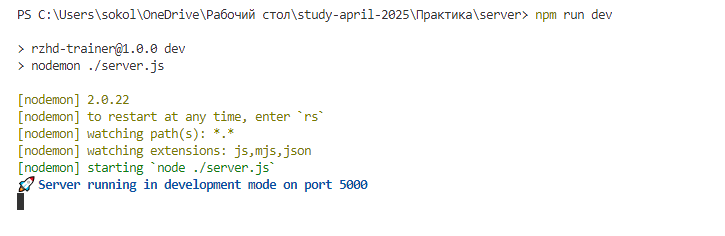 PS C:\Users\sokol\OneDrive\Рабочий стол\study-april-2025\Практика\server> npm run dev
> rzhd-trainer@1.0.0 dev
> nodemon ./server.js
[nodemon] 2.0.22
[nodemon] to restart at any time, enter `rs`
[nodemon] watching path(s): *.*
[nodemon] watching extensions: js,mjs,json
[nodemon] starting `node ./server.js`
🚀 Server running in development mode on port 5000